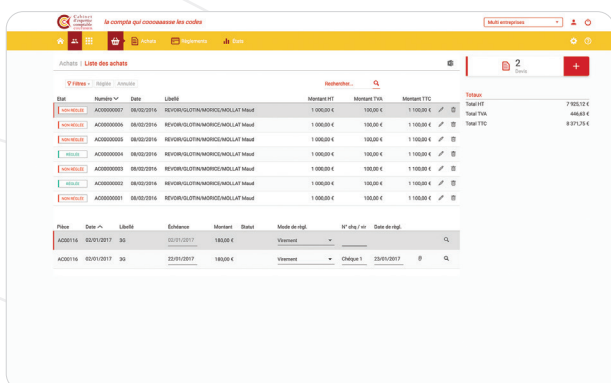 Cabinet
d'expertise
comptable
la compta qui coooaaasse les codes
Multi entreprises
Achats
Règlements
Etats
Achats | Liste des achats
2
Devis
+
Filtres
Réglés
Annulés
Rechercher...
Etat Numéro Date Libellé Montant HT Montant TVA Montant TTC
NON RÉGLÉE AC00000007 08/02/2016 REVOIR/GLOTIN/MORICE/MOLLAT Maud 1 000,00 € 100,00 € 1 100,00 €
NON RÉGLÉE AC00000006 08/02/2016 REVOIR/GLOTIN/MORICE/MOLLAT Maud 1 000,00 € 100,00 € 1 100,00 €
NON RÉGLÉE AC00000005 08/02/2016 REVOIR/GLOTIN/MORICE/MOLLAT Maud 1 000,00 € 100,00 € 1 100,00 €
RÉGLÉE AC00000004 08/02/2016 REVOIR/GLOTIN/MORICE/MOLLAT Maud 1 000,00 € 100,00 € 1 100,00 €
NON RÉGLÉE AC00000003 08/02/2016 REVOIR/GLOTIN/MORICE/MOLLAT Maud 1 000,00 € 100,00 € 1 100,00 €
RÉGLÉE AC00000002 08/02/2016 REVOIR/GLOTIN/MORICE/MOLLAT Maud 1 000,00 € 100,00 € 1 100,00 €
NON RÉGLÉE AC00000001 08/02/2016 REVOIR/GLOTIN/MORICE/MOLLAT Maud 1 000,00 € 100,00 € 1 100,00 €
Totaux
Total HT 7 925,12 €
Total TVA 446,63 €
Total TTC 8 371,75 €
Pièce Date Libellé Échéance Montant Statut Mode de régl. N° chq / vir Date de régl.
AC00116 02/01/2017 3G 02/01/2017 180,00 € Virement
AC00116 02/01/2017 3G 22/01/2017 180,00 € Virement Chèque 1 23/01/2017